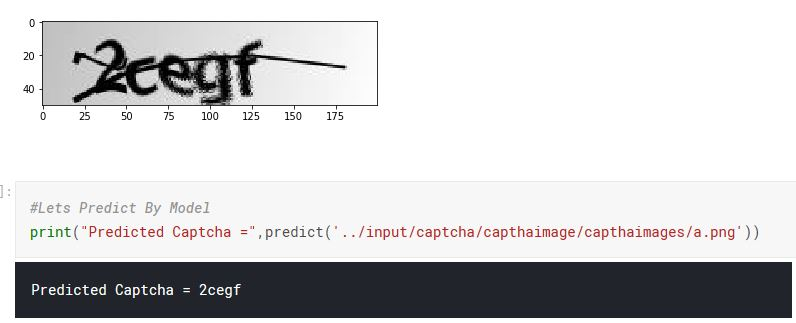 0
20
40
2cegf
0 25 50 75 100 125 150 175
]:
#Lets Predict By Model
print("Predicted Captcha =",predict('../input/captcha/capthaimage/capthaimages/a.png'))
Predicted Captcha = 2cegf